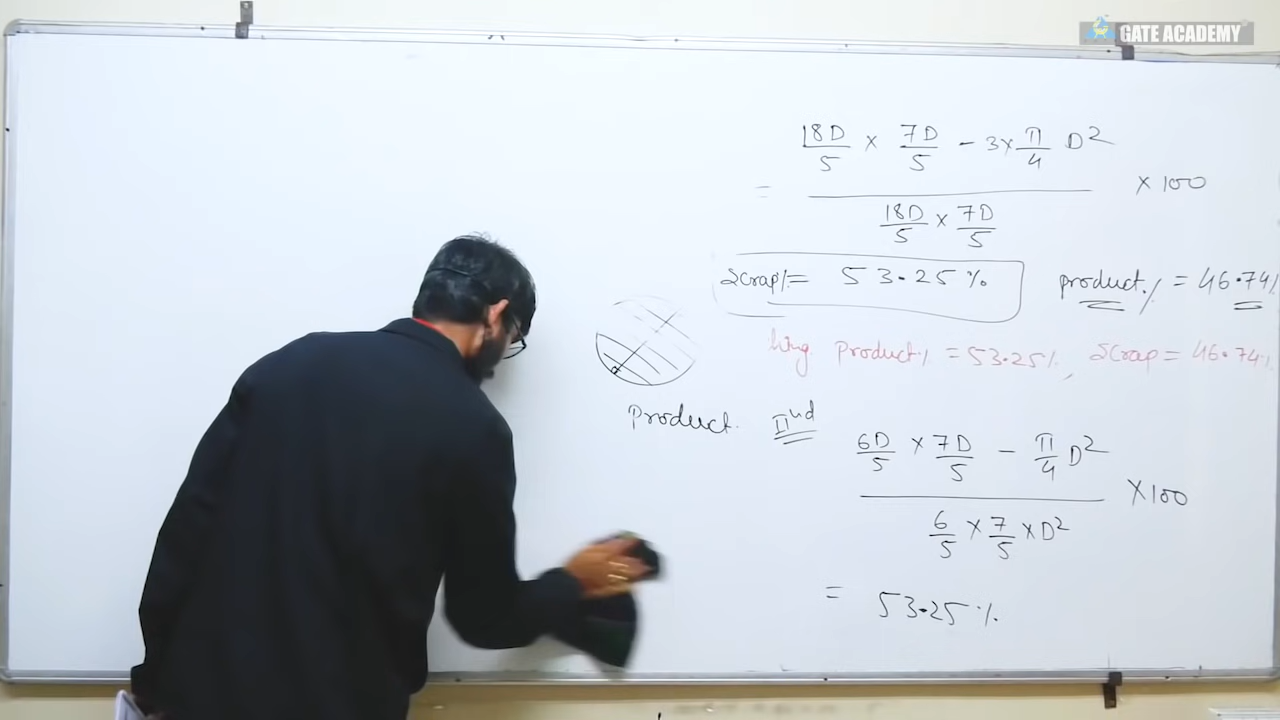 GATE ACADEMY
= (18D/5 × 7D/5 - 3 × π/4 D²) / (18D/5 × 7D/5) × 100
Scrap/. = 53.25 % product./. = 46.74%
Product % = 53.25%, Scrap = 46.74%
Product. IInd
(6D/5 × 7D/5 - π/4 D²) / (6/5 × 7/5 × D²) × 100
= 53.25 %